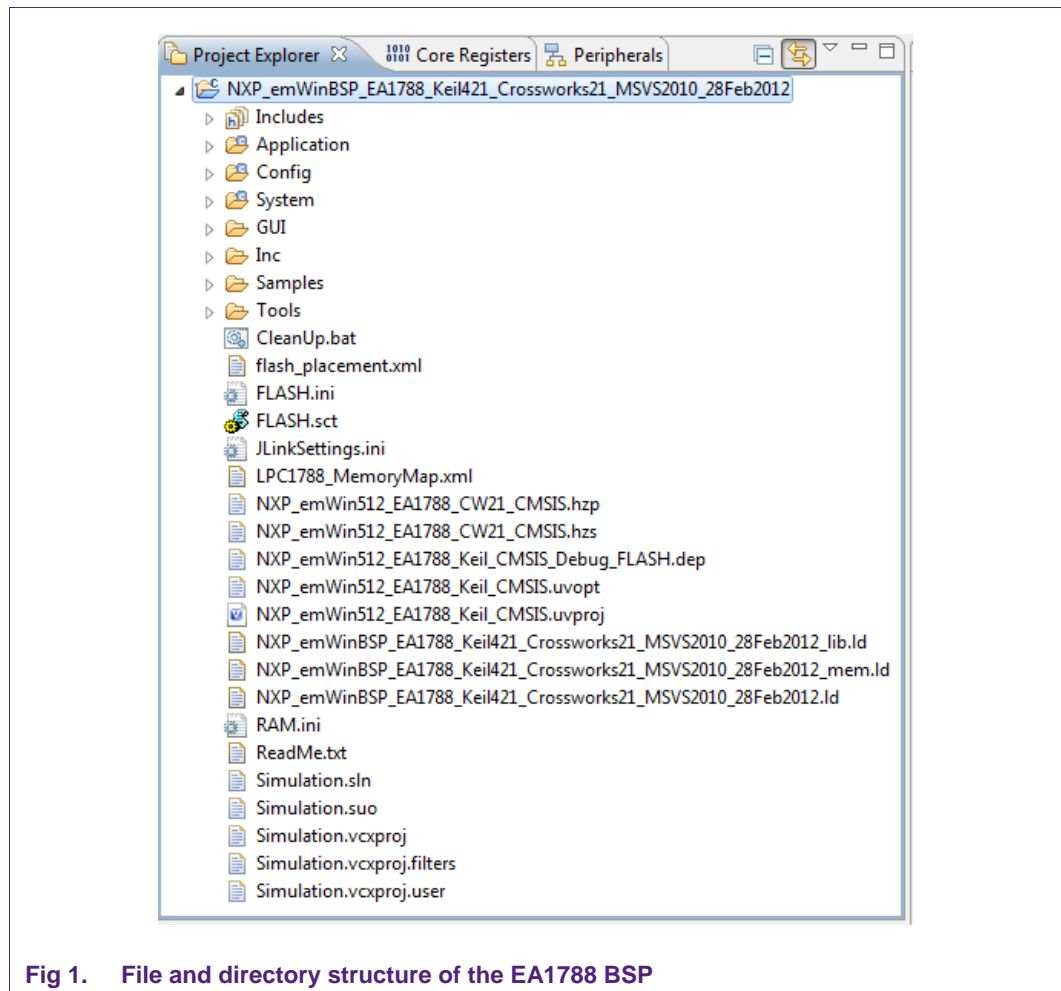 Project Explorer 1010 0101 Core Registers Peripherals
NXP_emWinBSP_EA1788_Keil421_Crossworks21_MSVS2010_28Feb2012
Includes
Application
Config
System
GUI
Inc
Samples
Tools
CleanUp.bat
flash_placement.xml
FLASH.ini
FLASH.sct
JLinkSettings.ini
LPC1788_MemoryMap.xml
NXP_emWin512_EA1788_CW21_CMSIS.hzp
NXP_emWin512_EA1788_CW21_CMSIS.hzs
NXP_emWin512_EA1788_Keil_CMSIS_Debug_FLASH.dep
NXP_emWin512_EA1788_Keil_CMSIS.uvopt
NXP_emWin512_EA1788_Keil_CMSIS.uvproj
NXP_emWinBSP_EA1788_Keil421_Crossworks21_MSVS2010_28Feb2012_lib.ld
NXP_emWinBSP_EA1788_Keil421_Crossworks21_MSVS2010_28Feb2012_mem.ld
NXP_emWinBSP_EA1788_Keil421_Crossworks21_MSVS2010_28Feb2012.ld
RAM.ini
ReadMe.txt
Simulation.sln
Simulation.suo
Simulation.vcxproj
Simulation.vcxproj.filters
Simulation.vcxproj.user
Fig 1. File and directory structure of the EA1788 BSP